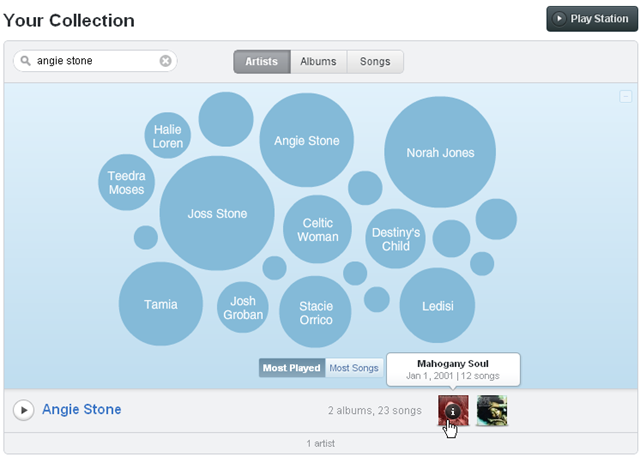 Your Collection
Play Station
angie stone
Artists
Albums
Songs
Halie
Loren
Angie Stone
Norah Jones
Teedra
Moses
Joss Stone
Celtic
Woman
Destiny's
Child
Tamia
Josh
Groban
Stacie
Orrico
Ledisi
Most Played
Most Songs
Mahogany Soul
Jan 1, 2001 | 12 songs
Angie Stone
2 albums, 23 songs
i
1 artist